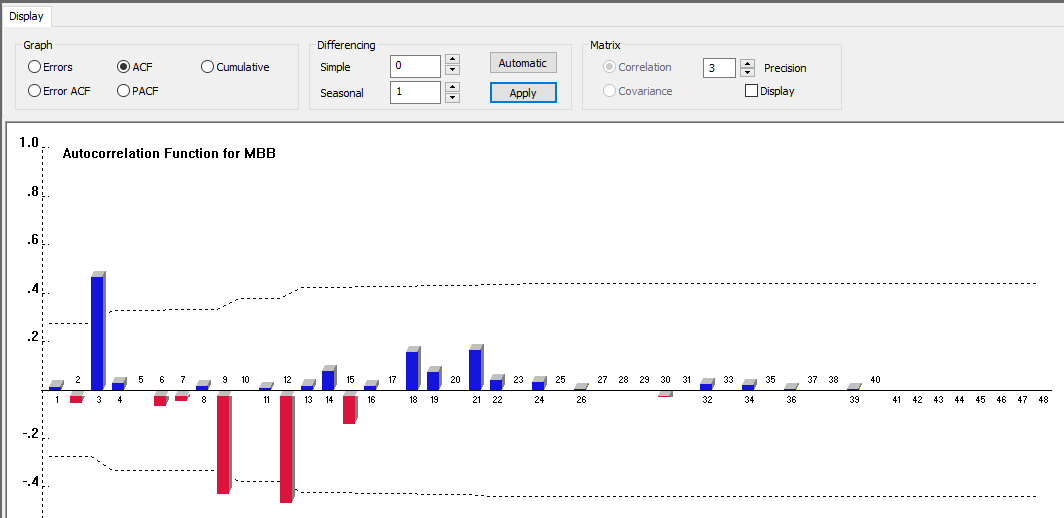 Display
Graph
Errors
ACF
Cumulative
Error ACF
PACF
Differencing
Simple
0
Automatic
Seasonal
1
Apply
Matrix
Correlation
3
Precision
Covariance
Display
Autocorrelation Function for MBB
1.0
.8
.6
.4
.2
-.2
-.4
2 5 6 7 9 10 12 15 17 20 23 25 27 28 29 30 31 33 35 37 38 40
1 3 4 8 11 13 14 16 18 19 21 22 24 26 32 34 36 39 41 42 43 44 45 46 47 48